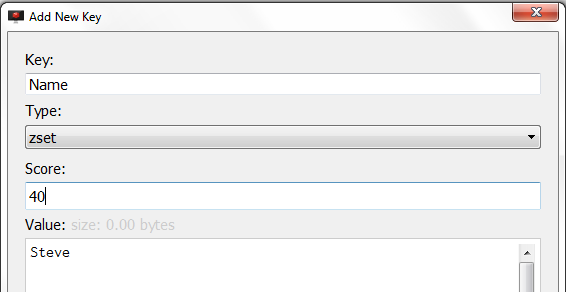 Add New Key
Key:
Name
Type:
zset
Score:
40
Value: size: 0.00 bytes
Steve